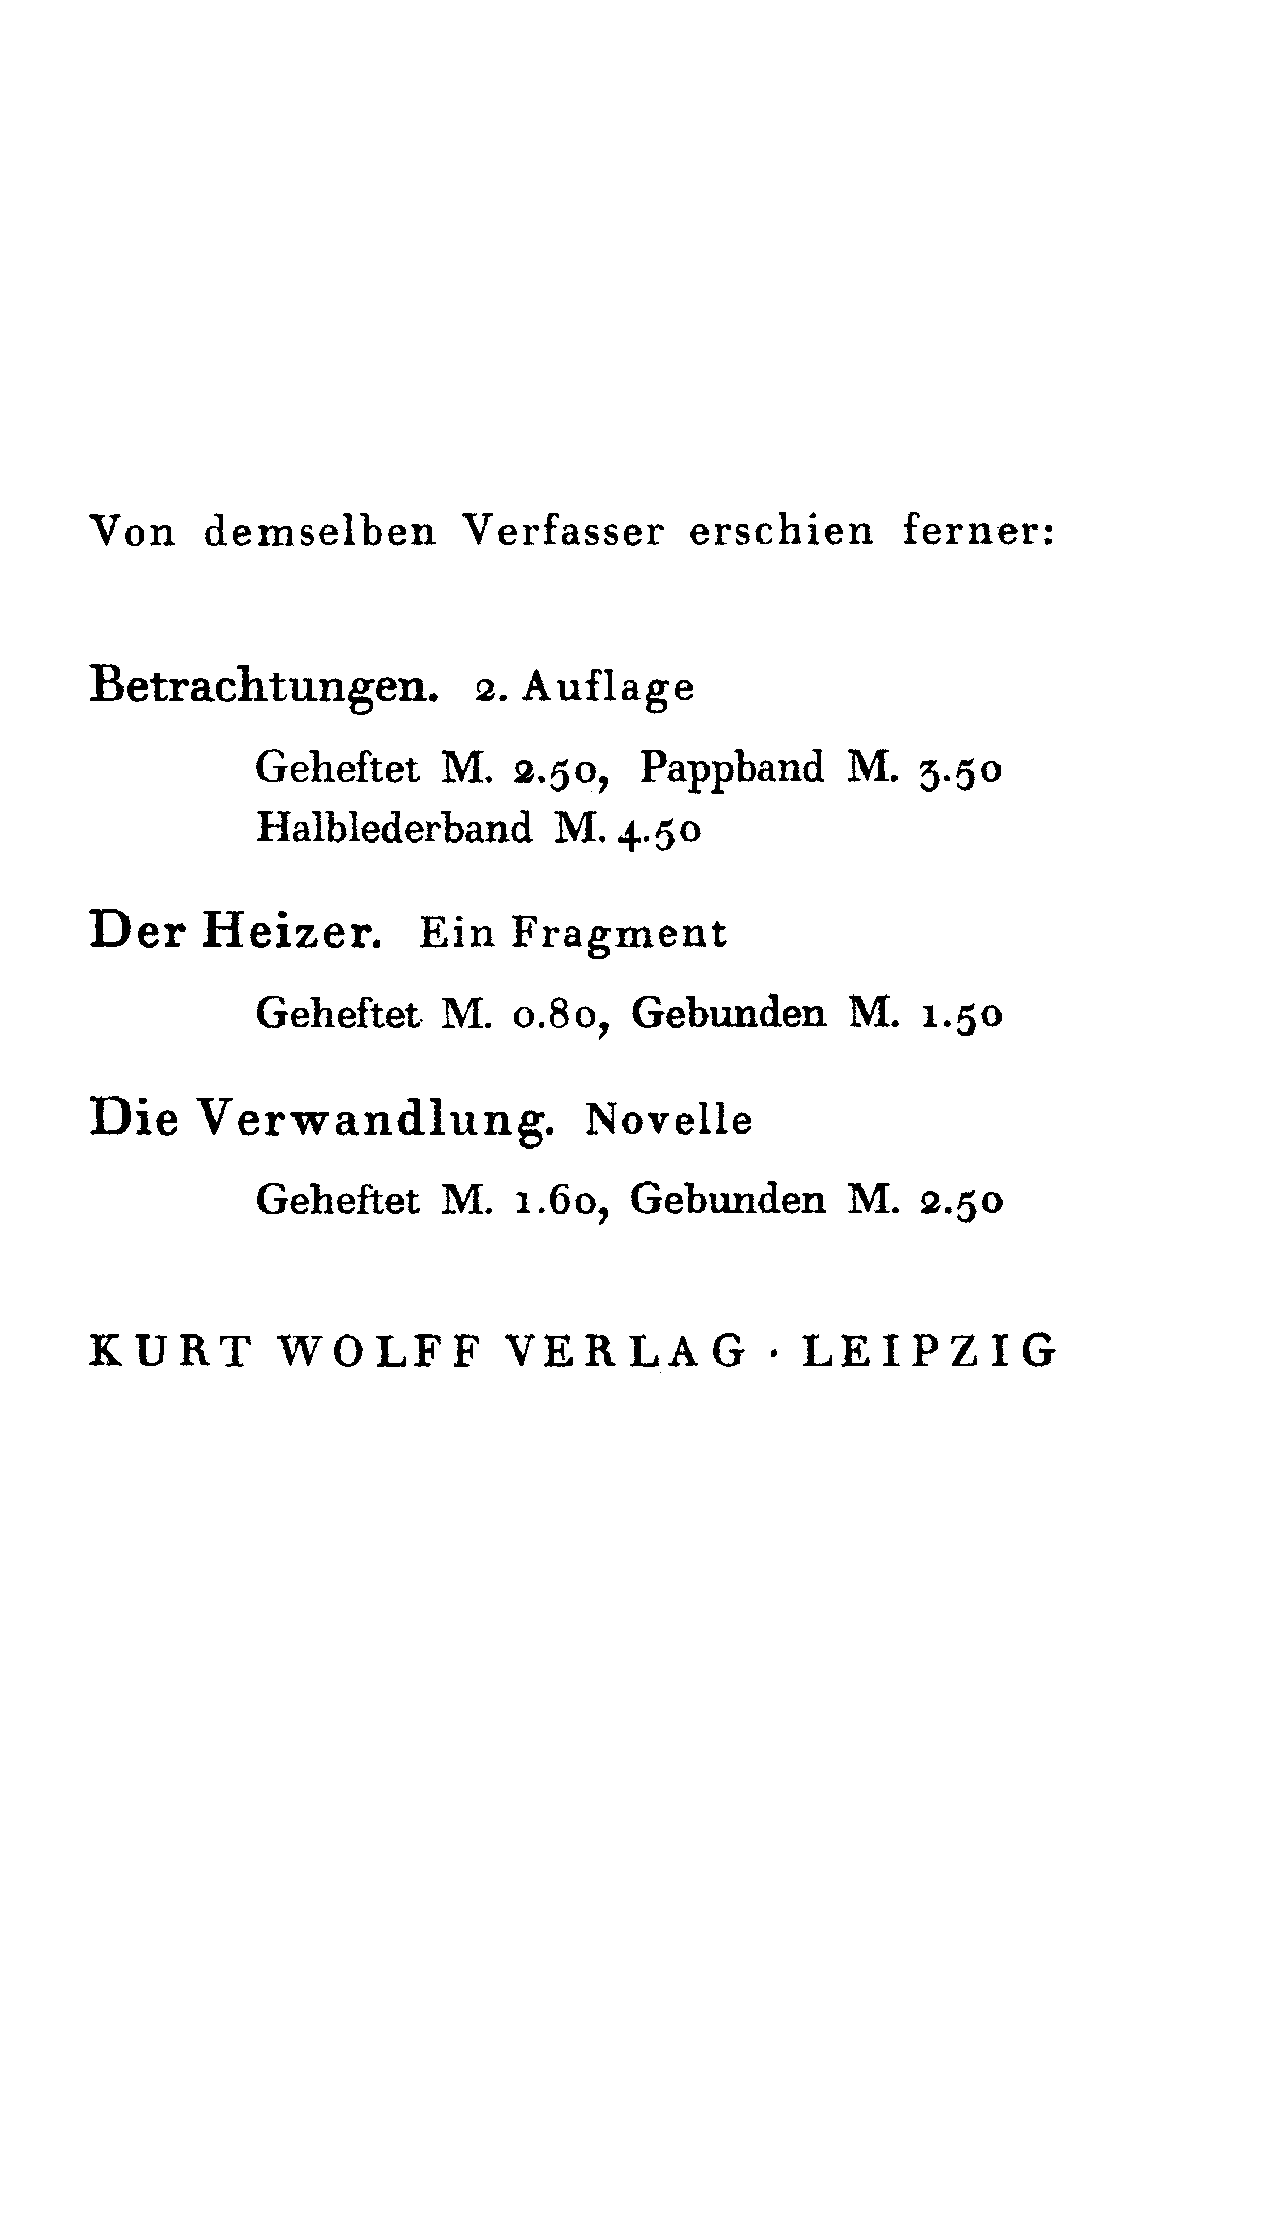 Von demselben Verfasser erschien ferner:
Betrachtungen. 2. Auflage
Geheftet M. 2.50, Pappband M. 3.50
Halblederband M. 4.50
Der Heizer. Ein Fragment
Geheftet M. 0.80, Gebunden M. 1.50
Die Verwandlung. Novelle
Geheftet M. 1.60, Gebunden M. 2.50
KURT WOLFF VERLAG · LEIPZIG